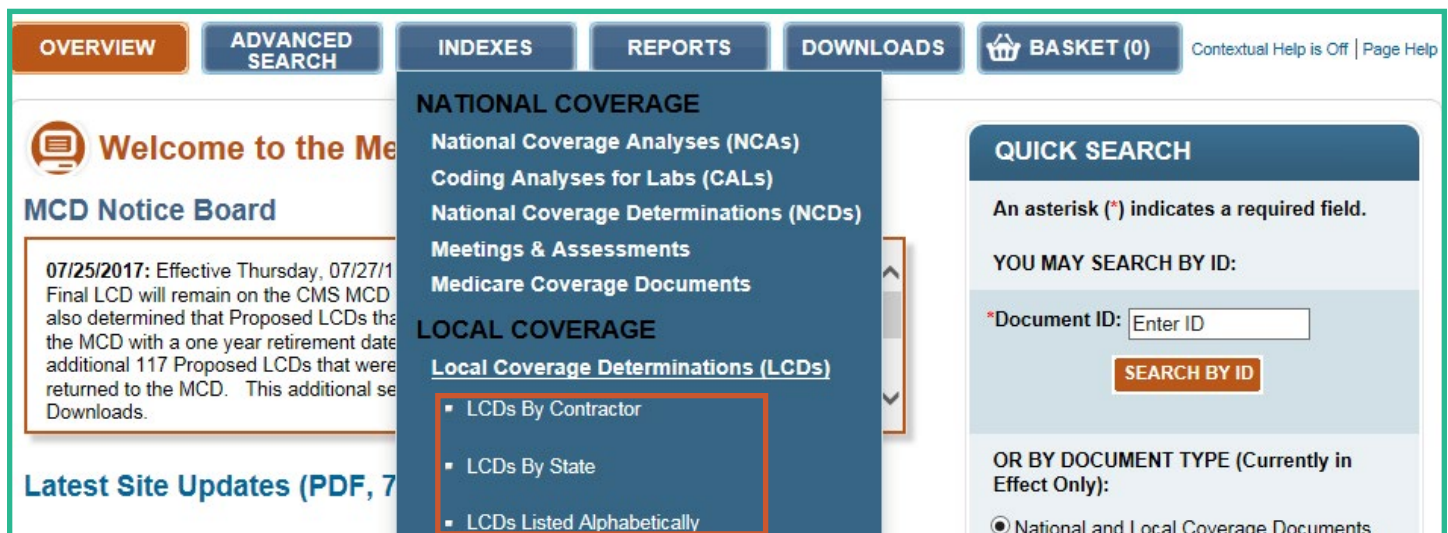 OVERVIEW
ADVANCED
SEARCH
INDEXES
REPORTS
DOWNLOADS
BASKET (0)
Contextual Help is Off | Page Help
Welcome to the Me
MCD Notice Board
07/25/2017: Effective Thursday, 07/27/1
Final LCD will remain on the CMS MCD
also determined that Proposed LCDs tha
the MCD with a one year retirement date
additional 117 Proposed LCDs that were
returned to the MCD. This additional se
Downloads.
Latest Site Updates (PDF, 7
NATIONAL COVERAGE
National Coverage Analyses (NCAs)
Coding Analyses for Labs (CALs)
National Coverage Determinations (NCDs)
Meetings & Assessments
Medicare Coverage Documents
LOCAL COVERAGE
Local Coverage Determinations (LCDs)
▪ LCDs By Contractor
▪ LCDs By State
▪ LCDs Listed Alphabetically
QUICK SEARCH
An asterisk (*) indicates a required field.
YOU MAY SEARCH BY ID:
*Document ID: Enter ID
SEARCH BY ID
OR BY DOCUMENT TYPE (Currently in
Effect Only):
National and Local Coverage Documents